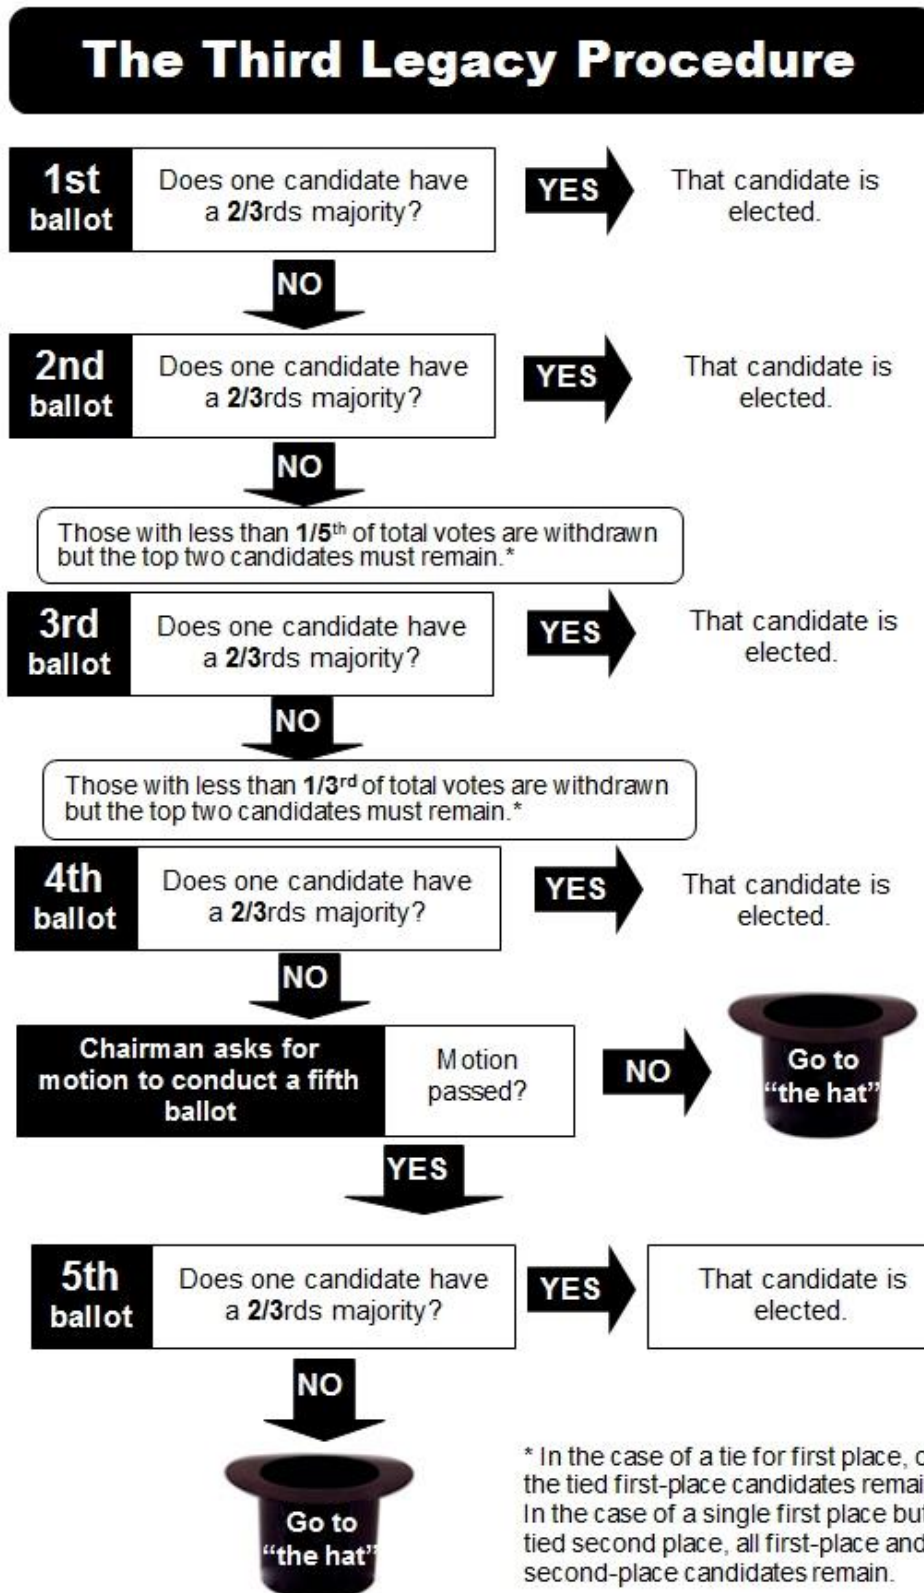 The Third Legacy Procedure
1st
ballot
Does one candidate have
a 2/3rds majority?
YES
That candidate is
elected.
NO
2nd
ballot
Does one candidate have
a 2/3rds majority?
YES
That candidate is
elected.
NO
Those with less than 1/5th of total votes are withdrawn
but the top two candidates must remain.*
3rd
ballot
Does one candidate have
a 2/3rds majority?
YES
That candidate is
elected.
NO
Those with less than 1/3rd of total votes are withdrawn
but the top two candidates must remain.*
4th
ballot
Does one candidate have
a 2/3rds majority?
YES
That candidate is
elected.
NO
Chairman asks for
motion to conduct a fifth
ballot
Motion
passed?
NO
Go to
“the hat”
YES
5th
ballot
Does one candidate have
a 2/3rds majority?
YES
That candidate is
elected.
NO
Go to
“the hat”
* In the case of a tie for first place,
the tied first-place candidates
In the case of a single first place but
tied second place, all first-place and
second-place candidates remain.